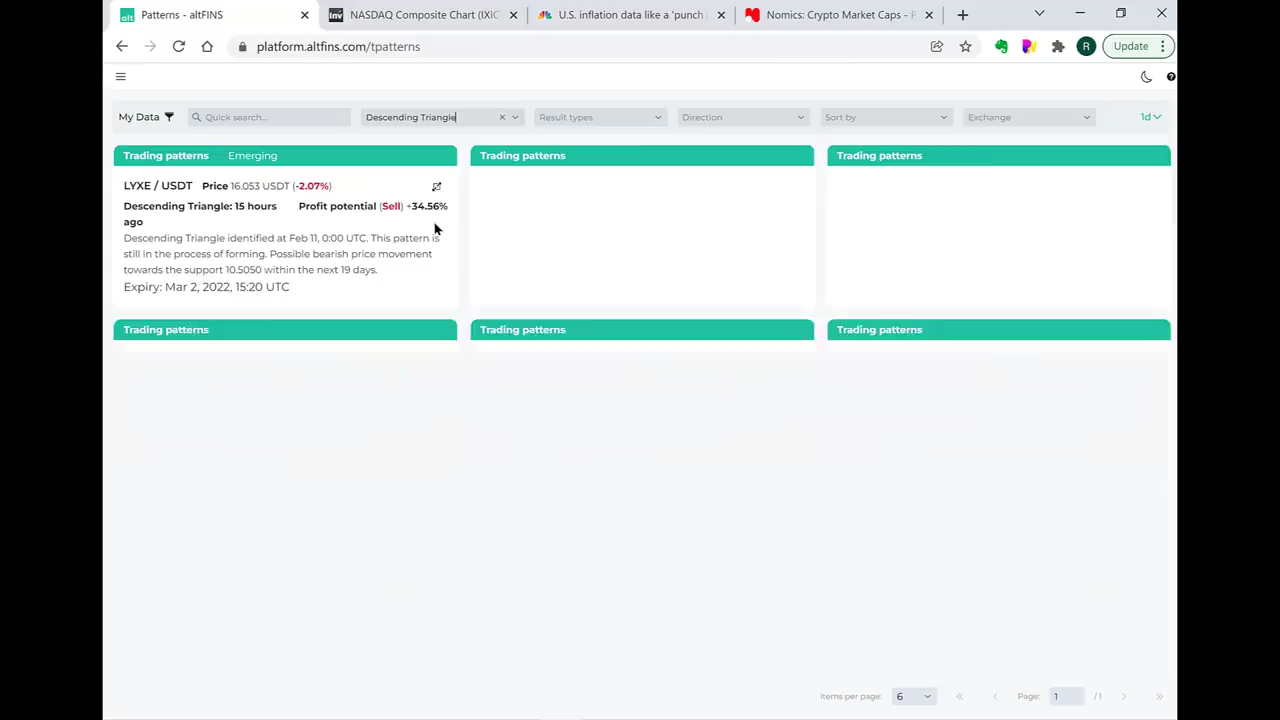 alt Patterns - altFINS
Inv NASDAQ Composite Chart (IXIC
U.S. inflation data like a 'punch
Nomics: Crypto Market Caps - P
platform.altfins.com/tpatterns
R
Update
My Data
Quick search...
Descending Triangle
Result types
Direction
Sort by
Exchange
1d
Trading patterns Emerging
LYXE / USDT Price 16.053 USDT (-2.07%)
Descending Triangle: 15 hours ago
Profit potential (Sell) +34.56%
Descending Triangle identified at Feb 11, 0:00 UTC. This pattern is
still in the process of forming. Possible bearish price movement
towards the support 10.5050 within the next 19 days.
Expiry: Mar 2, 2022, 15:20 UTC
Trading patterns
Trading patterns
Trading patterns
Trading patterns
Trading patterns
Items per page: 6
Page: 1 / 1